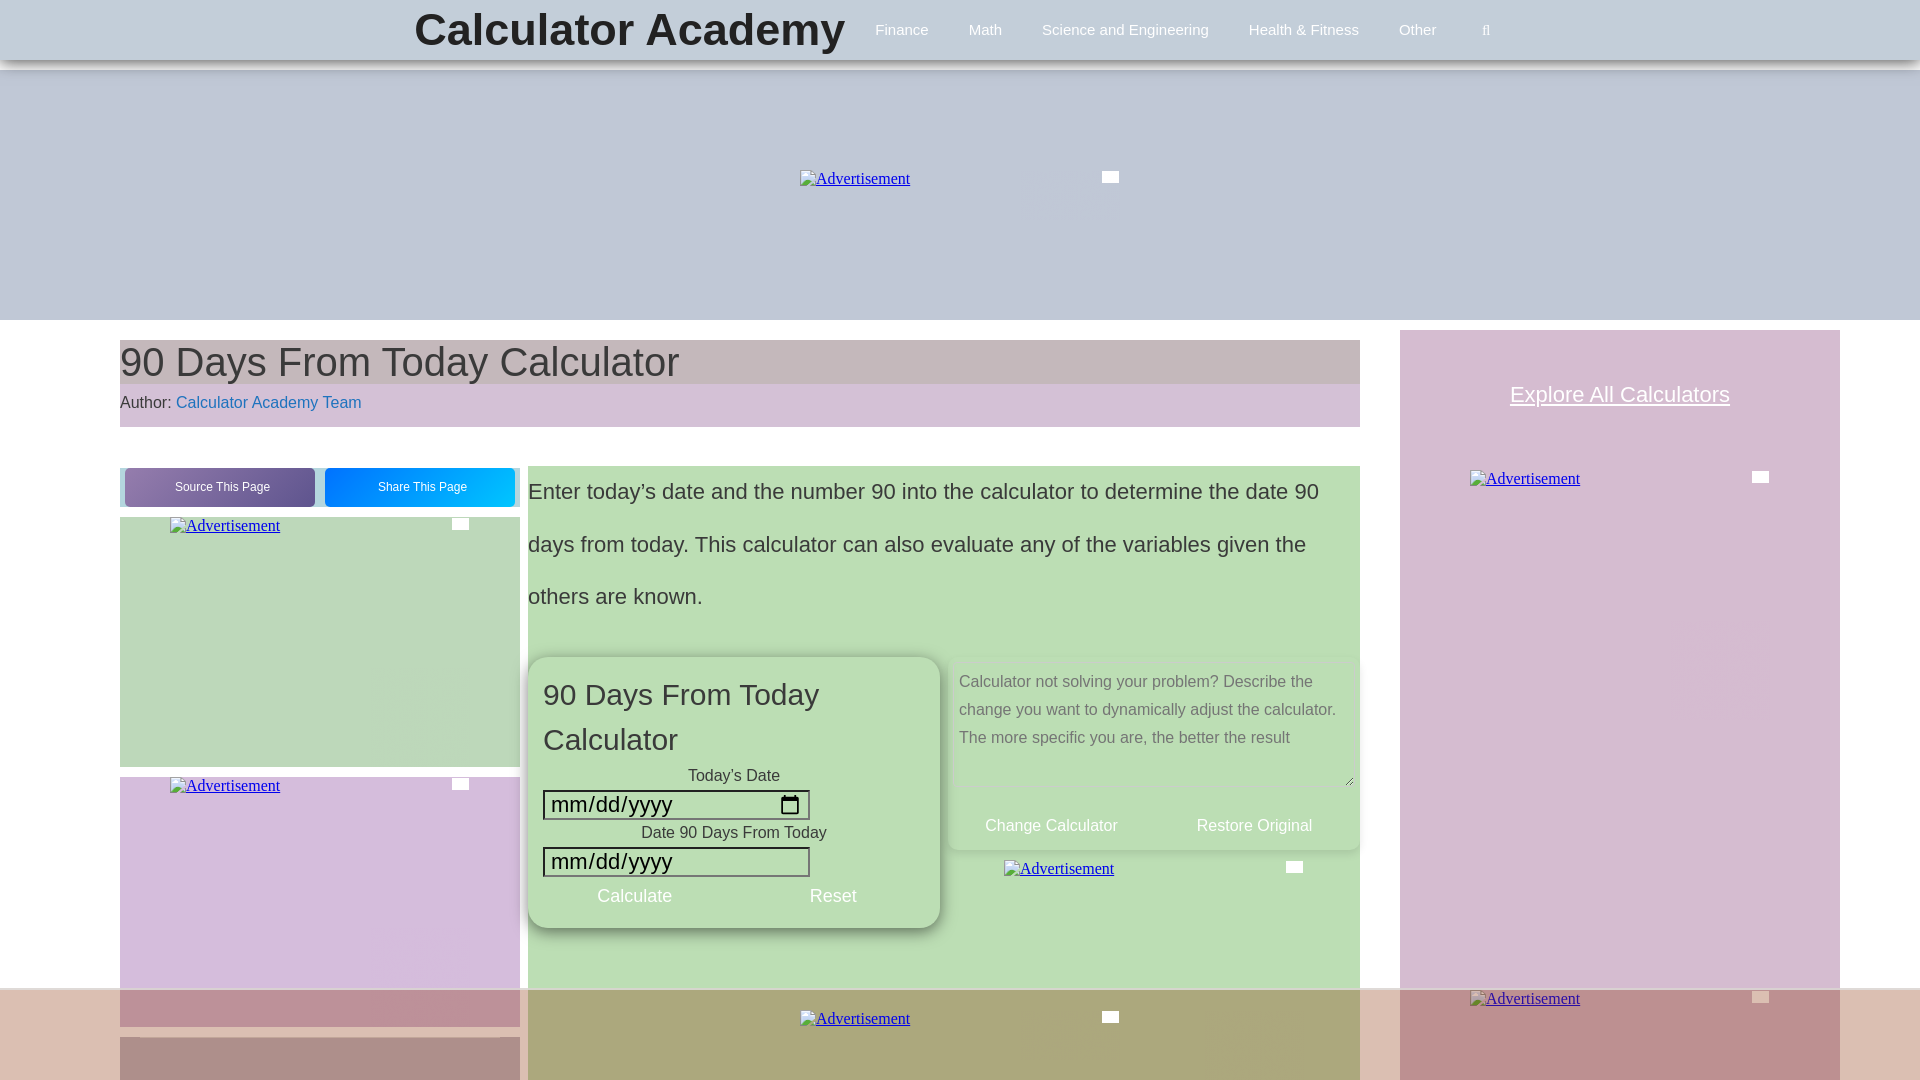 Calculator Academy
Finance
Math
Science and Engineering
Health & Fitness
Other
Advertisement
90 Days From Today Calculator
Author: Calculator Academy Team
Explore All Calculators
Source This Page
Share This Page
Advertisement
Advertisement
Enter today’s date and the number 90 into the calculator to determine the date 90
days from today. This calculator can also evaluate any of the variables given the
others are known.
90 Days From Today
Calculator
Today’s Date
mm/dd/yyyy
Date 90 Days From Today
mm/dd/yyyy
Calculate
Reset
Calculator not solving your problem? Describe the
change you want to dynamically adjust the calculator.
The more specific you are, the better the result
Change Calculator
Restore Original
Advertisement
Advertisement
Advertisement
Advertisement